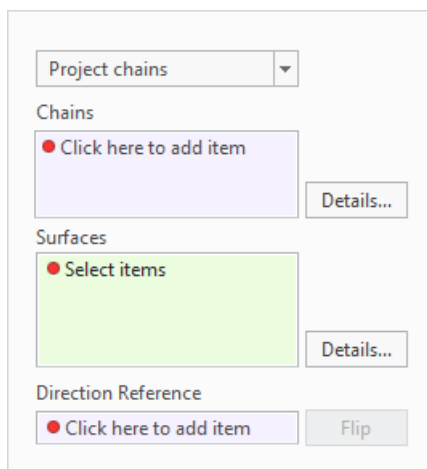 Project chains
Chains
Click here to add item
Details...
Surfaces
Select items
Details...
Direction Reference
Click here to add item
Flip